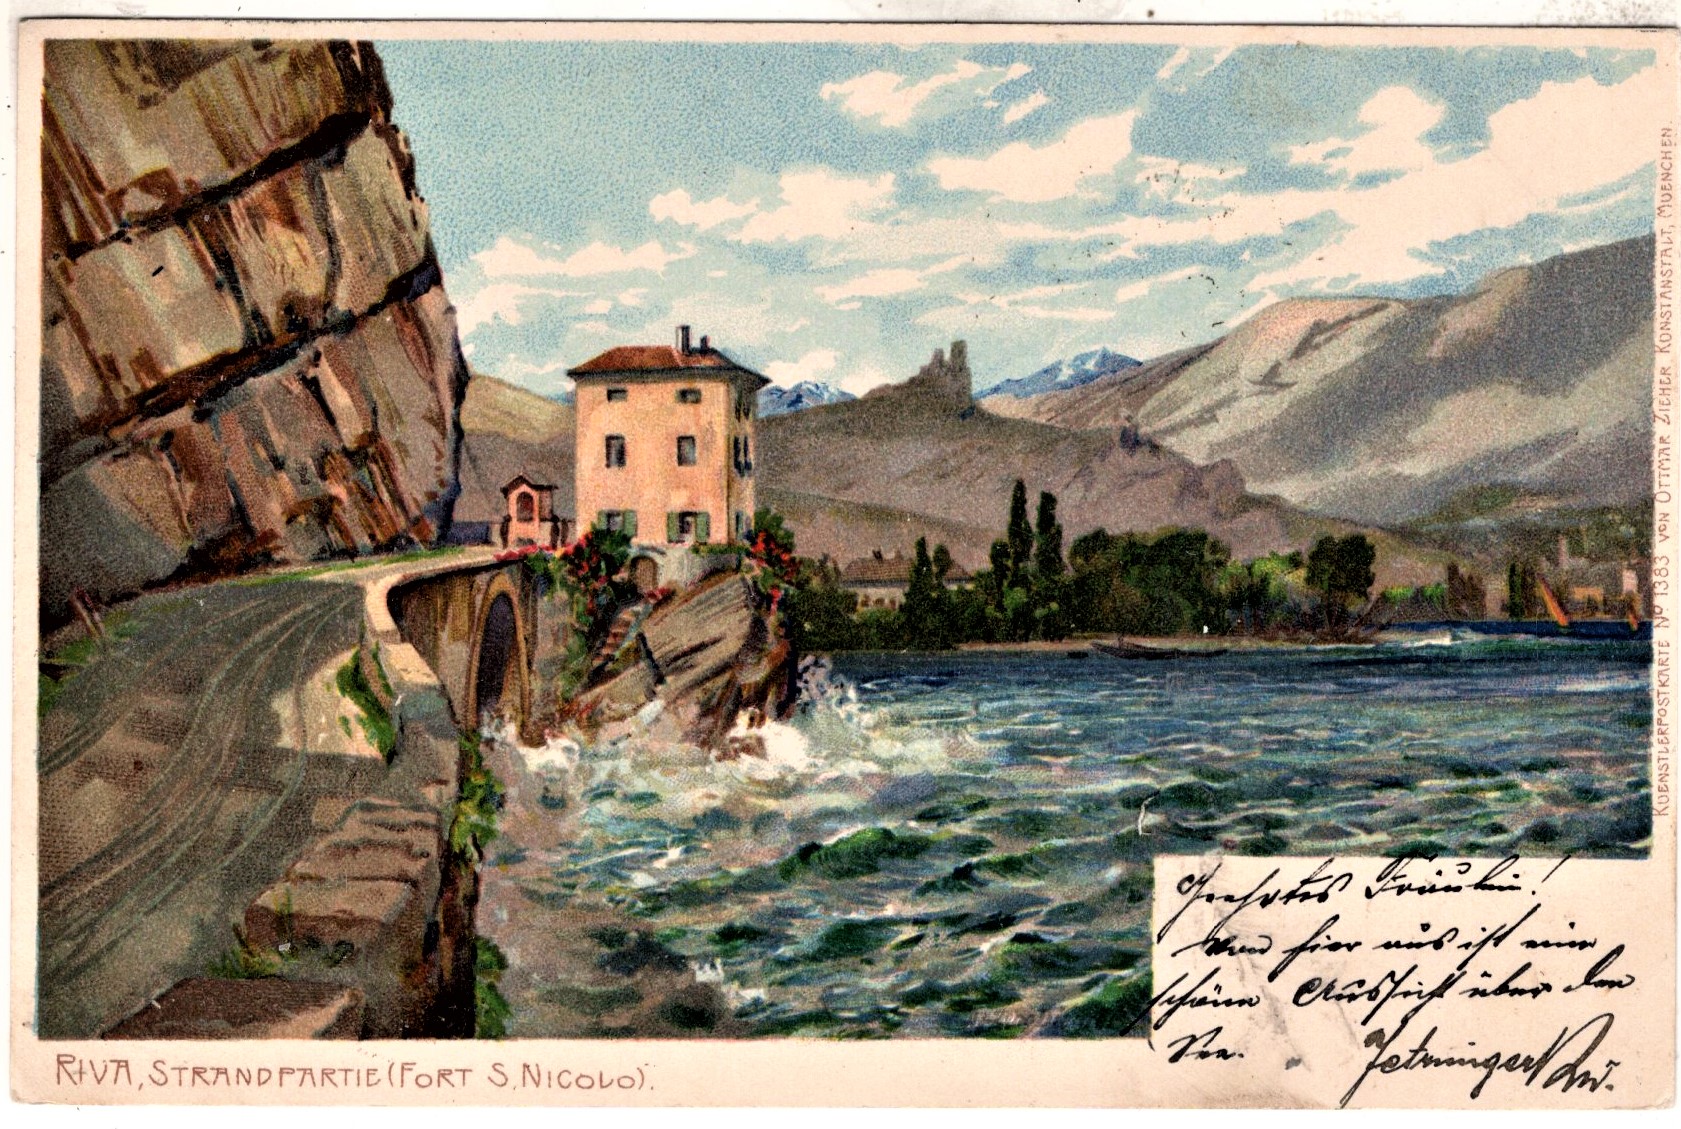 KUENSTLERPOSTKARTE No 1383 VON OTTMAR ZIEHER KONSTANSTALT, MUENCHEN.
Geehrtes Fräulein!
Von hier aus ist eine
schöne Aussicht über den
See.
RIVA, STRANDPARTIE (FORT S. NICOLO).